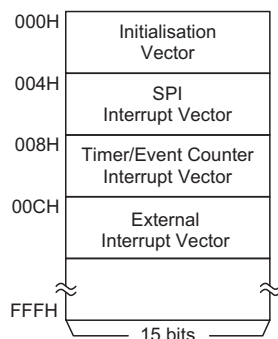 000H
Initialisation
Vector
004H
SPI
Interrupt Vector
008H
Timer/Event Counter
Interrupt Vector
00CH
External
Interrupt Vector
FFFH
15 bits